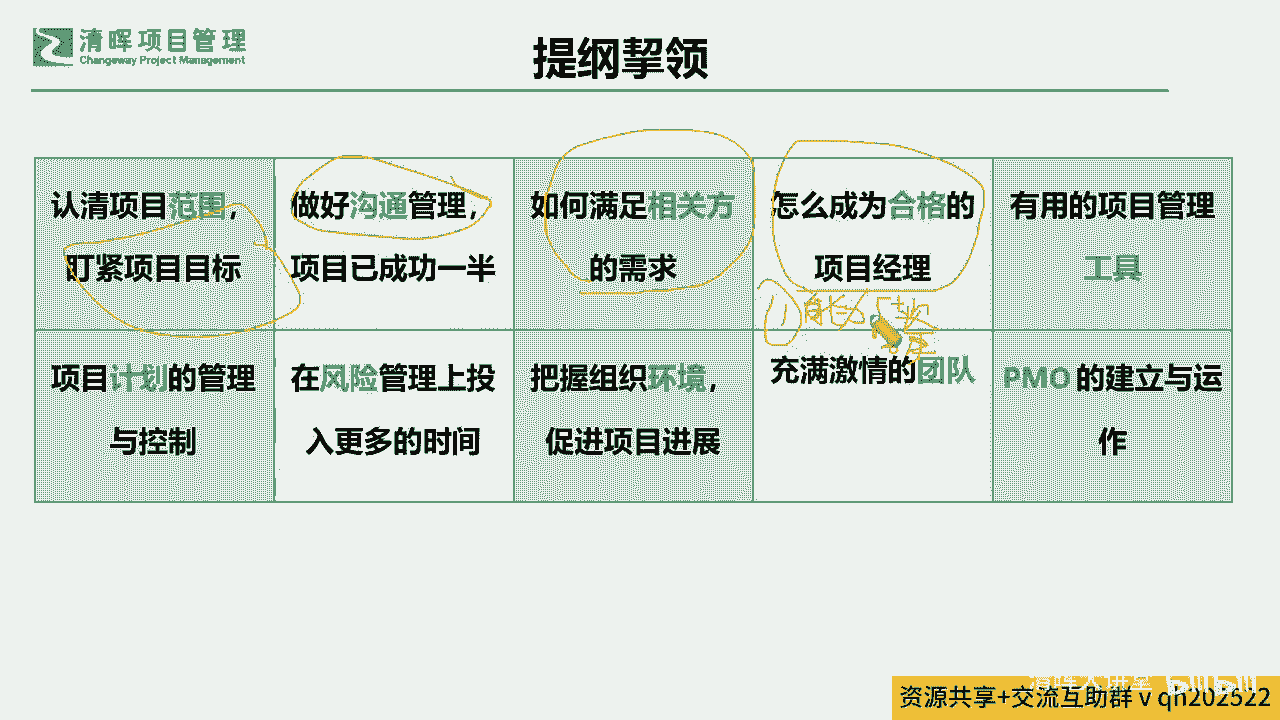 清晖项目管理
Changeway Project Management
提纲挈领
认清项目范围，
盯紧项目目标
做好沟通管理，
项目已成功一半
如何满足相关方
的需求
怎么成为合格的
项目经理
有用的项目管理
工具
①能力
项目计划的管理
与控制
在风险管理上投
入更多的时间
把握组织环境，
促进项目进展
充满激情的团队
PMO 的建立与运
作
清晖大讲堂 bilibili
资源共享+交流互助群 v qh202522